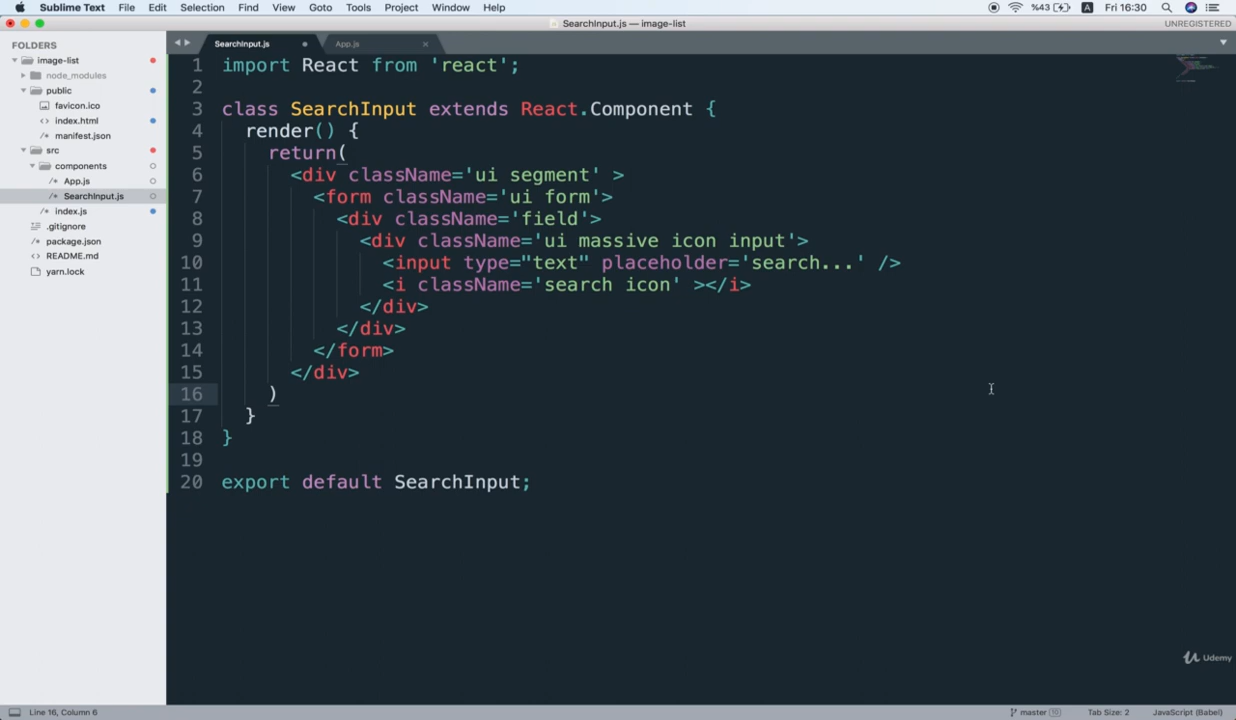 Sublime Text File Edit Selection Find View Goto Tools Project Window Help %43 A Fri 16:30
SearchInput.js — image-list UNREGISTERED
FOLDERS
image-list
node_modules
public
favicon.ico
<> index.html
manifest.json
src
components
/* App.js
/* SearchInput.js
/* index.js
.gitignore
/* package.json
<> README.md
yarn.lock
SearchInput.js App.js
1 import React from 'react';
2
3 class SearchInput extends React.Component {
4 render() {
5 return(
6 <div className='ui segment' >
7 <form className='ui form'>
8 <div className='field'>
9 <div className='ui massive icon input'>
10 <input type="text" placeholder='search...' />
11 <i className='search icon' ></i>
12 </div>
13 </div>
14 </form>
15 </div>
16 )
17 }
18 }
19
20 export default SearchInput;
Udemy
Line 16, Column 6 master 10 Tab Size: 2 JavaScript (Babel)